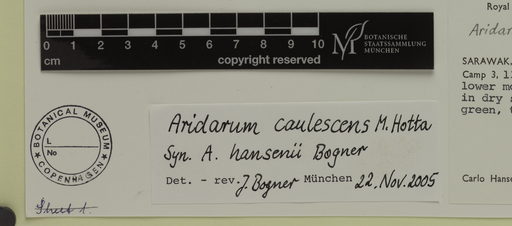 0 1 2 3 4 5 6 7 8 9 10
cm
copyright reserved
M
BOTANISCHE
STAATSSAMMLUNG
MÜNCHEN
Royal
Aridar
SARAWAK,
Camp 3, 1
lower mo
in dry s
green,
Carlo Hans
BOTANICAL MUSEUM
L
No
COPENHAGEN
Aridarum caulescens M. Hotta
Syn. A. hansenii Bogner
Det. - rev. J. Bogner München 22. Nov. 2005
Sheet 1.